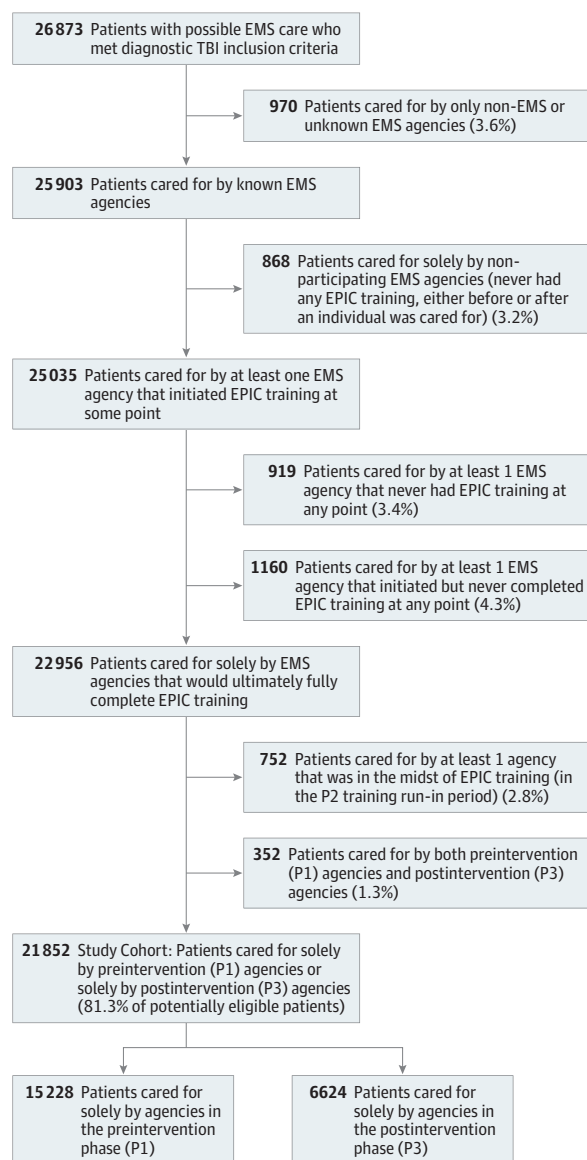 26873 Patients with possible EMS care who
met diagnostic TBI inclusion criteria
970 Patients cared for by only non-EMS or
unknown EMS agencies (3.6%)
25903 Patients cared for by known EMS
agencies
868 Patients cared for solely by non-
participating EMS agencies (never had
any EPIC training, either before or after
an individual was cared for) (3.2%)
25035 Patients cared for by at least one EMS
agency that initiated EPIC training at
some point
919 Patients cared for by at least 1 EMS
agency that never had EPIC training at
any point (3.4%)
1160 Patients cared for by at least 1 EMS
agency that initiated but never completed
EPIC training at any point (4.3%)
22956 Patients cared for solely by EMS
agencies that would ultimately fully
complete EPIC training
752 Patients cared for by at least 1 agency
that was in the midst of EPIC training (in
the P2 training run-in period) (2.8%)
352 Patients cared for by both preintervention
(P1) agencies and postintervention (P3)
agencies (1.3%)
21852 Study Cohort: Patients cared for solely
by preintervention (P1) agencies or
solely by postintervention (P3) agencies
(81.3% of potentially eligible patients)
15228 Patients cared for
solely by agencies in
the preintervention
phase (P1)
6624 Patients cared for
solely by agencies in
the postintervention
phase (P3)